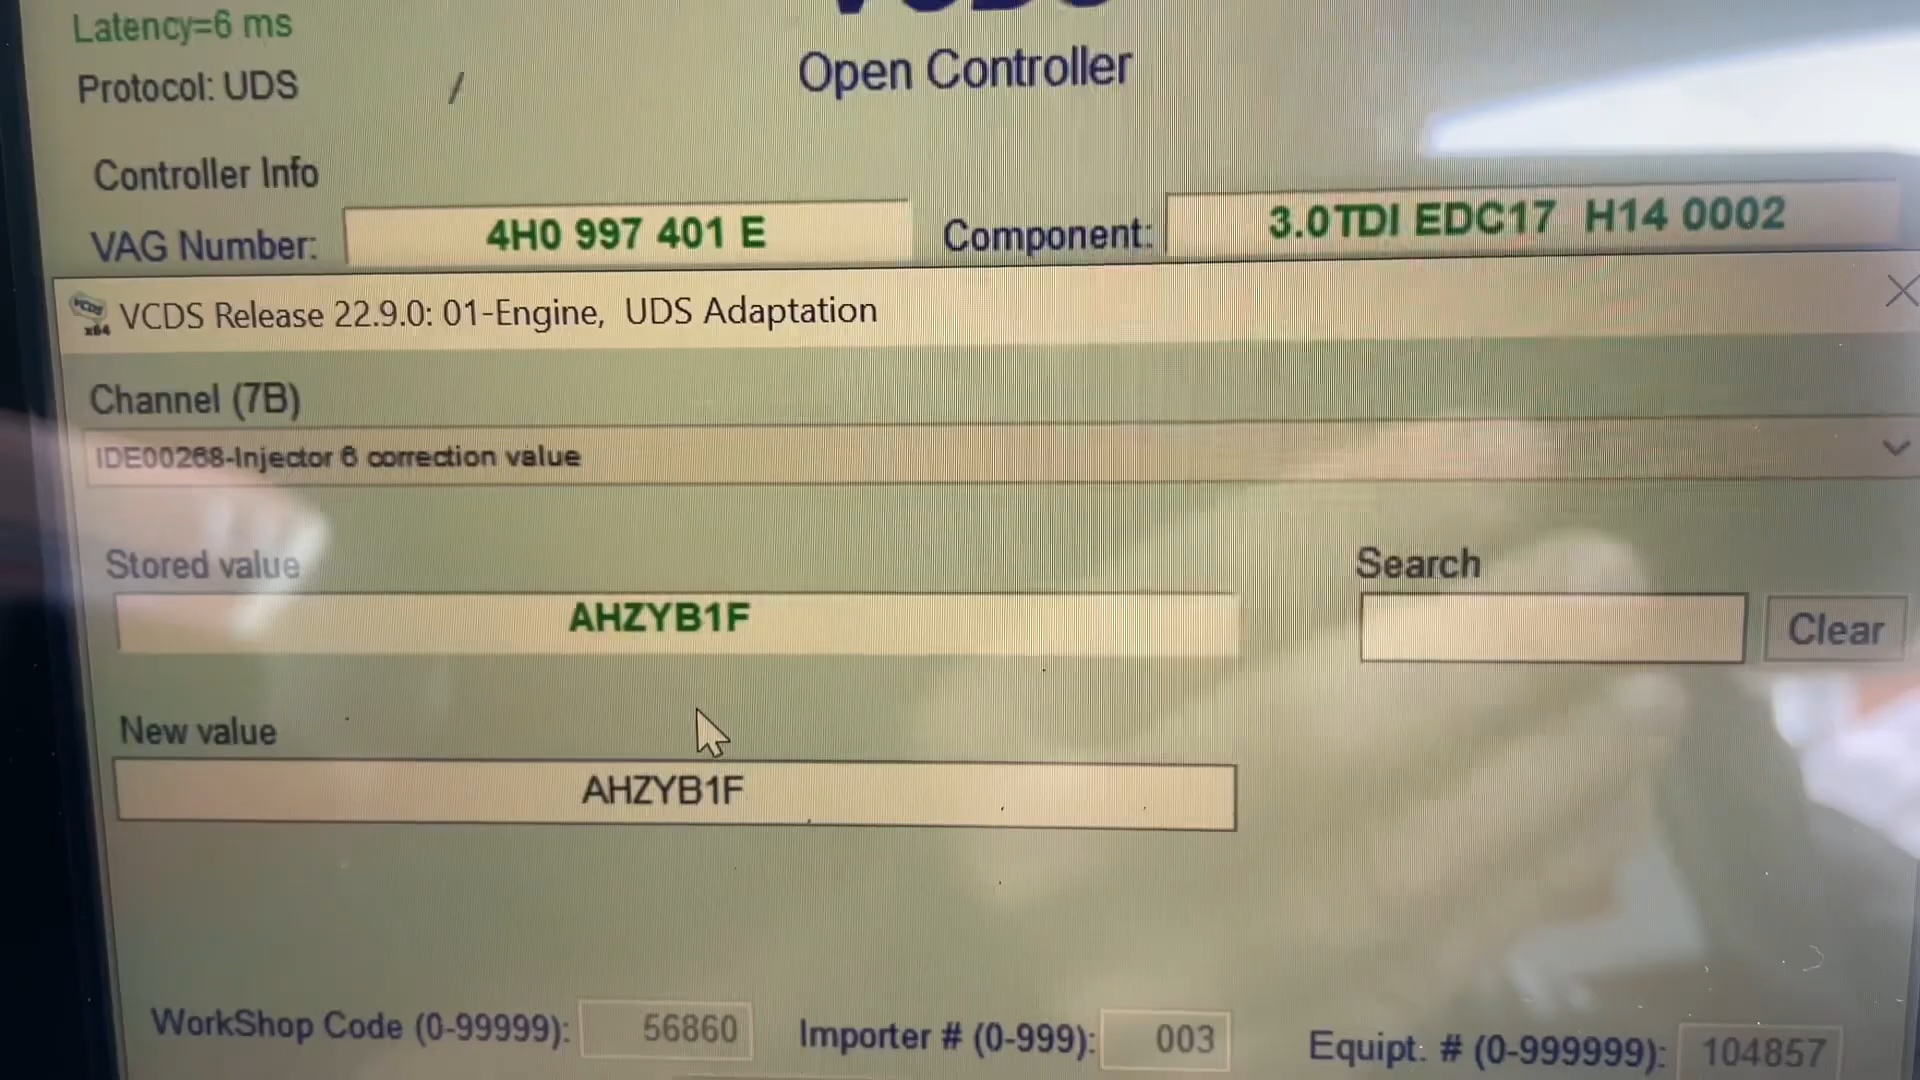 Latency=6 ms
VCDS
Open Controller
Protocol: UDS /
Controller Info
VAG Number: 4H0 997 401 E Component: 3.0TDI EDC17 H14 0002
VCDS x64 VCDS Release 22.9.0: 01-Engine, UDS Adaptation
Channel (7B)
IDE00268-Injector 6 correction value
Stored value
Search
AHZYB1F
Clear
New value
AHZYB1F
WorkShop Code (0-99999): 56860 Importer # (0-999): 003 Equipt. # (0-999999): 104857